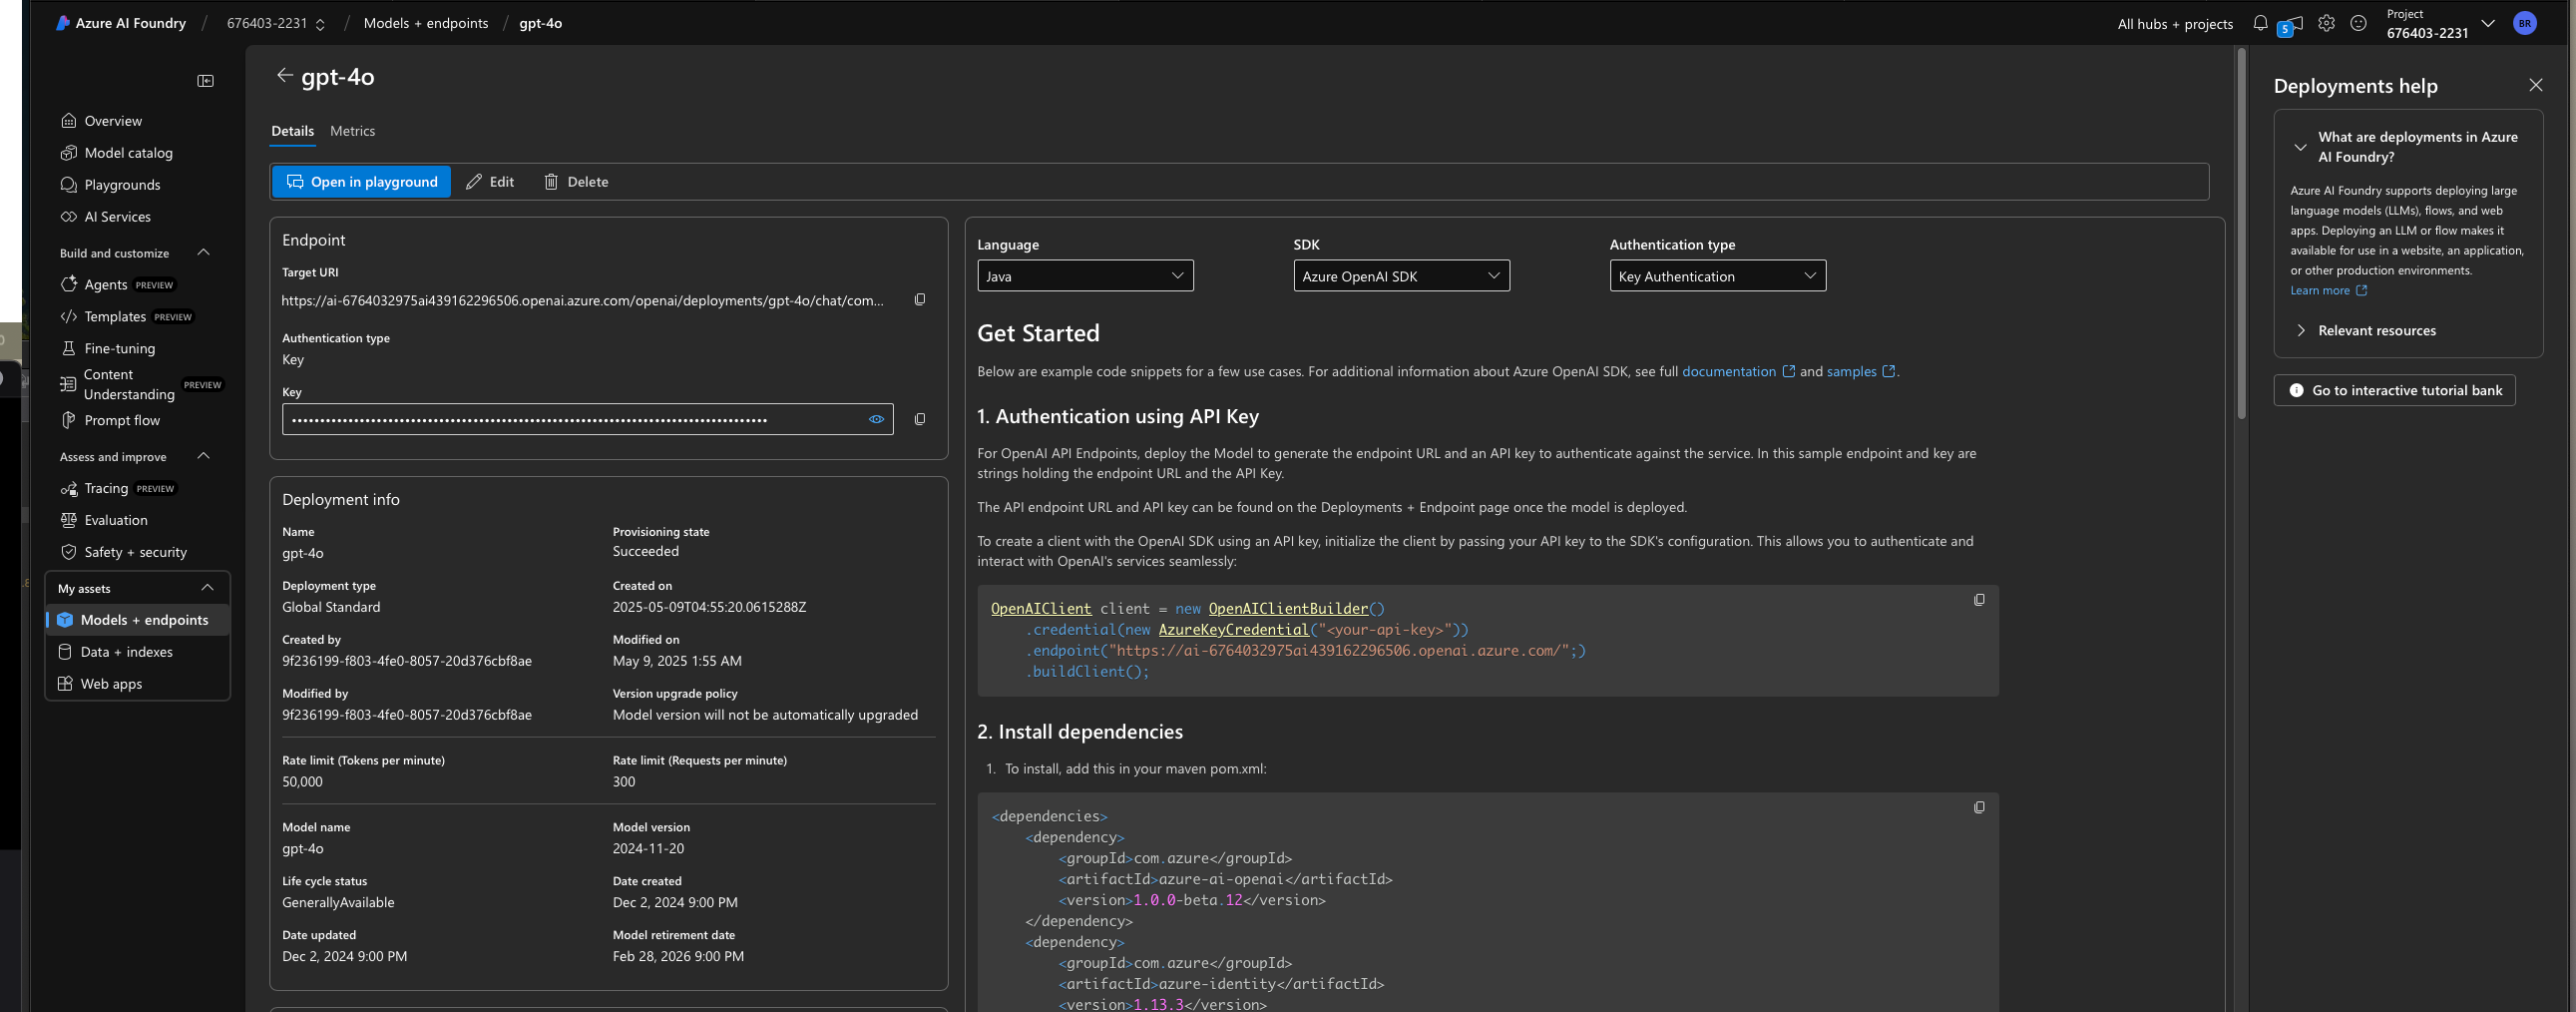 Azure AI Foundry / 676403-2231 / Models + endpoints / gpt-4o
All hubs + projects 5 Project 676403-2231 BR
Overview
Model catalog
Playgrounds
AI Services
Build and customize
Agents PREVIEW
Templates PREVIEW
Fine-tuning
Content Understanding PREVIEW
Prompt flow
Assess and improve
Tracing PREVIEW
Evaluation
Safety + security
My assets
Models + endpoints
Data + indexes
Web apps
gpt-4o
Details Metrics
Open in playground Edit Delete
Endpoint
Target URI
https://ai-6764032975ai439162296506.openai.azure.com/openai/deployments/gpt-4o/chat/com...
Authentication type
Key
Key
Deployment info
Name Provisioning state
gpt-4o Succeeded
Deployment type Created on
Global Standard 2025-05-09T04:55:20.0615288Z
Created by Modified on
9f236199-f803-4fe0-8057-20d376cbf8ae May 9, 2025 1:55 AM
Modified by Version upgrade policy
9f236199-f803-4fe0-8057-20d376cbf8ae Model version will not be automatically upgraded
Rate limit (Tokens per minute) Rate limit (Requests per minute)
50,000 300
Model name Model version
gpt-4o 2024-11-20
Life cycle status Date created
GenerallyAvailable Dec 2, 2024 9:00 PM
Date updated Model retirement date
Dec 2, 2024 9:00 PM Feb 28, 2026 9:00 PM
Language SDK Authentication type
Java Azure OpenAI SDK Key Authentication
Get Started
Below are example code snippets for a few use cases. For additional information about Azure OpenAI SDK, see full documentation and samples .
1. Authentication using API Key
For OpenAI API Endpoints, deploy the Model to generate the endpoint URL and an API key to authenticate against the service. In this sample endpoint and key are
strings holding the endpoint URL and the API Key.
The API endpoint URL and API key can be found on the Deployments + Endpoint page once the model is deployed.
To create a client with the OpenAI SDK using an API key, initialize the client by passing your API key to the SDK's configuration. This allows you to authenticate and
interact with OpenAI's services seamlessly:
OpenAIClient client = new OpenAIClientBuilder()
.credential(new AzureKeyCredential("<your-api-key>"))
.endpoint("https://ai-6764032975ai439162296506.openai.azure.com/";)
.buildClient();
2. Install dependencies
1. To install, add this in your maven pom.xml:
<dependencies>
<dependency>
<groupId>com.azure</groupId>
<artifactId>azure-ai-openai</artifactId>
<version>1.0.0-beta.12</version>
</dependency>
<dependency>
<groupId>com.azure</groupId>
<artifactId>azure-identity</artifactId>
<version>1.13.3</version>
Deployments help
What are deployments in Azure
AI Foundry?
Azure AI Foundry supports deploying large
language models (LLMs), flows, and web
apps. Deploying an LLM or flow makes it
available for use in a website, an application,
or other production environments.
Learn more
Relevant resources
Go to interactive tutorial bank